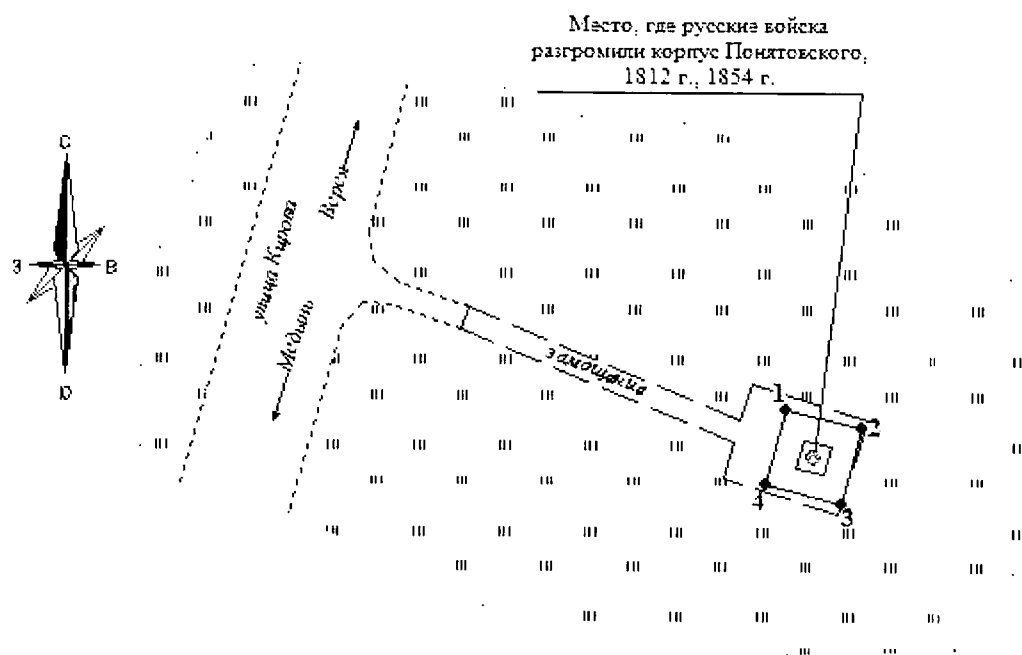 Место, где русские войска
разгромили корпус Понятовского,
1812 г., 1854 г.
С
З
В
Ю
Верея
улица Кирова
Медынь
замощение
1
2
3
4